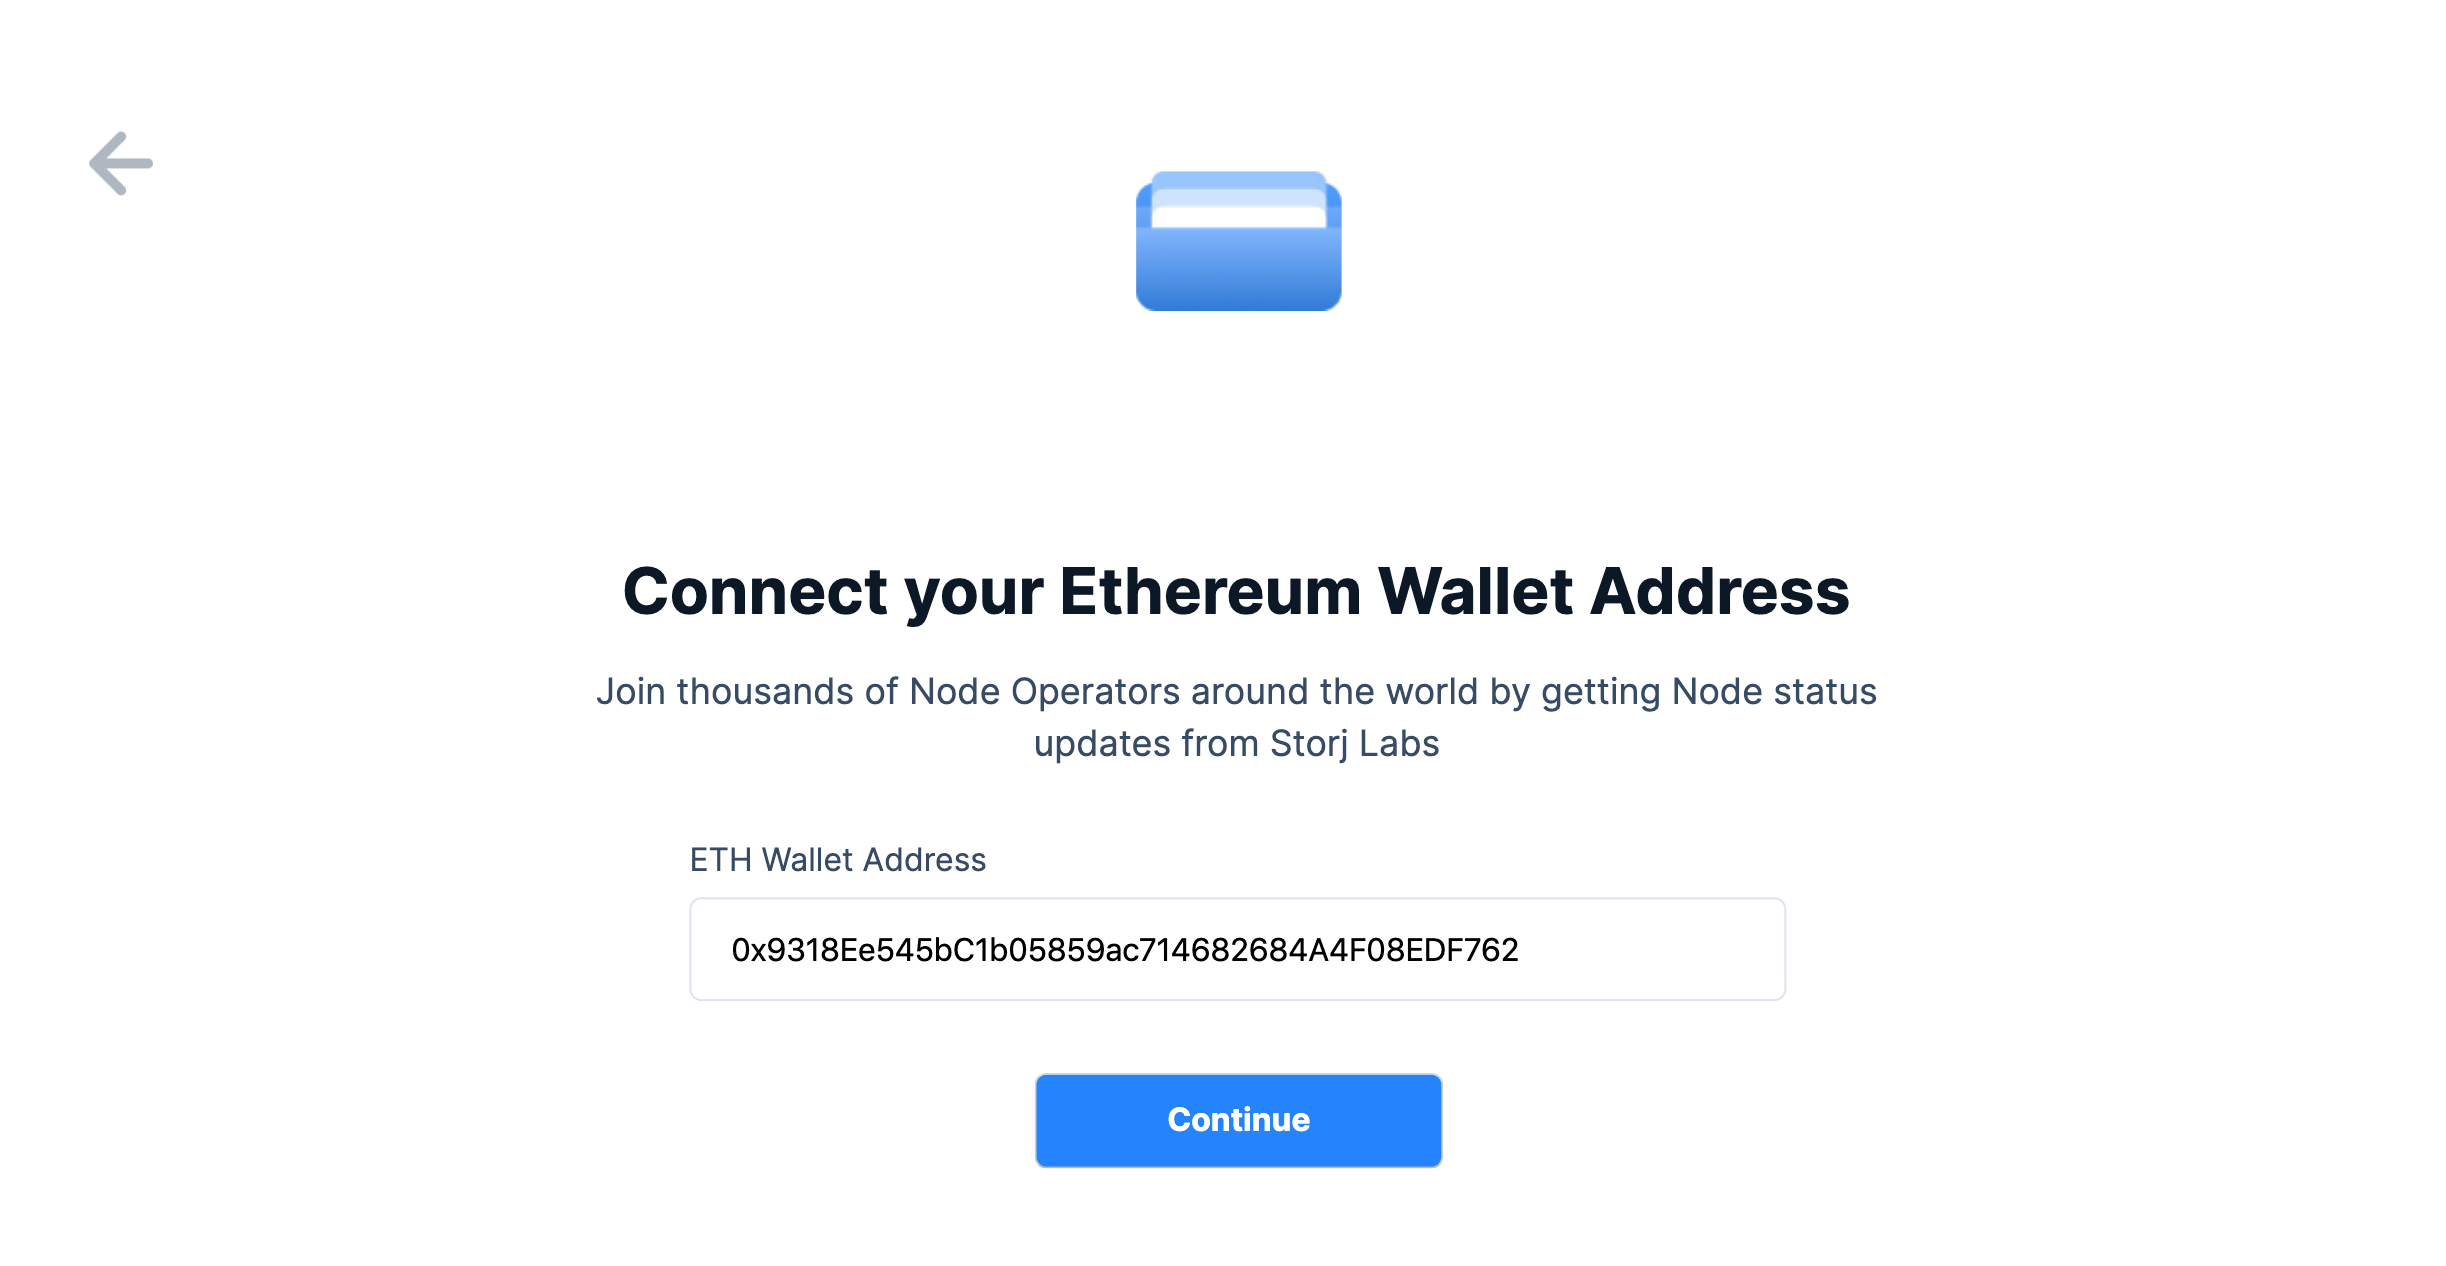 Connect your Ethereum Wallet Address
Join thousands of Node Operators around the world by getting Node status
updates from Storj Labs
ETH Wallet Address
0x9318Ee545bC1b05859ac714682684A4F08EDF762
Continue